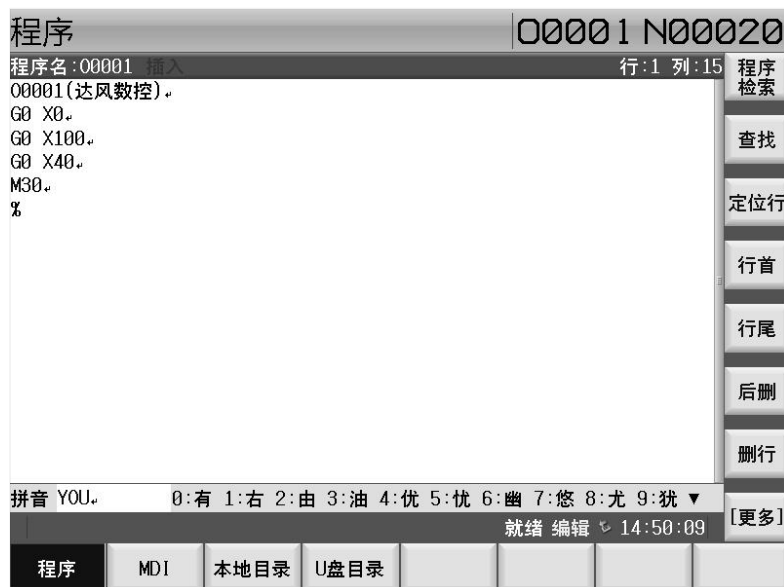 程序 O0001 N00020
程序名:O0001 插入 行:1 列:15
O0001(达风数控)↵
G0 X0↵
G0 X100↵
G0 X40↵
M30↵
%
程序
检索
查找
定位行
行首
行尾
后删
删行
[更多]
拼音 YOU↵ 0:有 1:右 2:由 3:油 4:优 5:忧 6:幽 7:悠 8:尤 9:犹 ▼
就绪 编辑 14:50:09
程序 MDI 本地目录 U盘目录